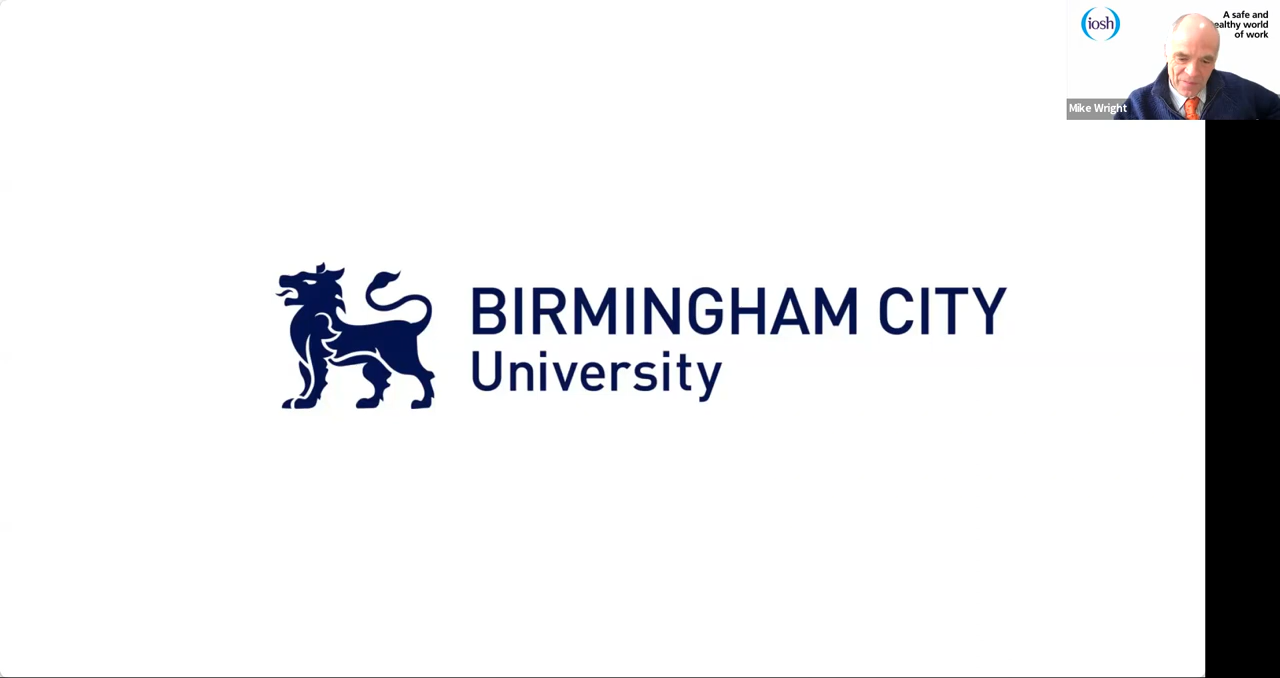 iosh
A safe and
ealthy world
of work
Mike Wright
BIRMINGHAM CITY
University